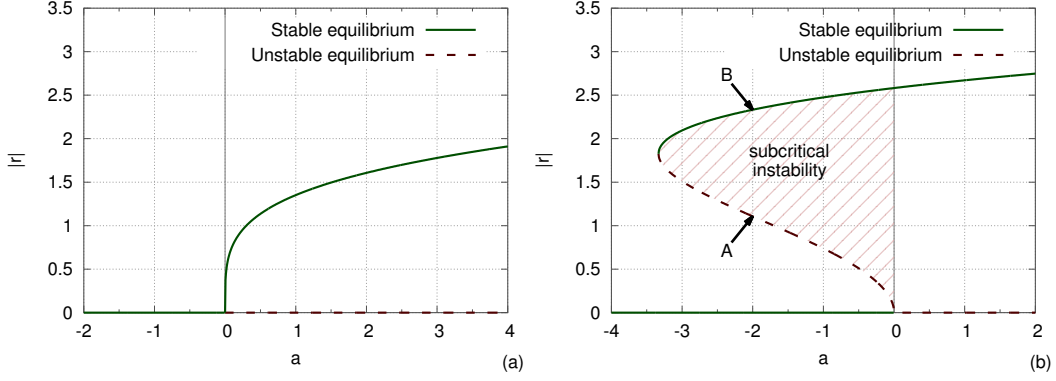 3.5
3
2.5
2
1.5
1
0.5
0
-2 -1 0 1 2 3 4
|r|
a
(a)
Stable equilibrium
Unstable equilibrium
3.5
3
2.5
2
1.5
1
0.5
0
-4 -3 -2 -1 0 1 2
|r|
a
(b)
Stable equilibrium
Unstable equilibrium
B
subcritical
instability
A